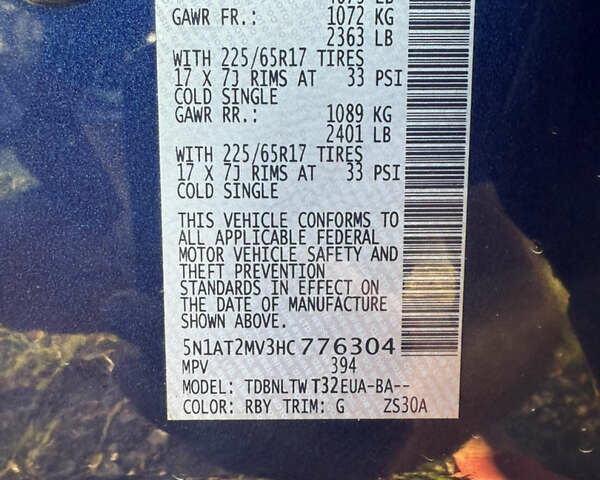 GAWR FR.: 1072 KG
2363 LB
WITH 225/65R17 TIRES
17 X 7J RIMS AT 33 PSI
COLD SINGLE
GAWR RR.: 1089 KG
2401 LB
WITH 225/65R17 TIRES
17 X 7J RIMS AT 33 PSI
COLD SINGLE
THIS VEHICLE CONFORMS TO
ALL APPLICABLE FEDERAL
MOTOR VEHICLE SAFETY AND
THEFT PREVENTION
STANDARDS IN EFFECT ON
THE DATE OF MANUFACTURE
SHOWN ABOVE.
5N1AT2MV3HC776304
MPV 394
MODEL: TDBNLTW T32EUA-BA--
COLOR: RBY TRIM: G ZS30A